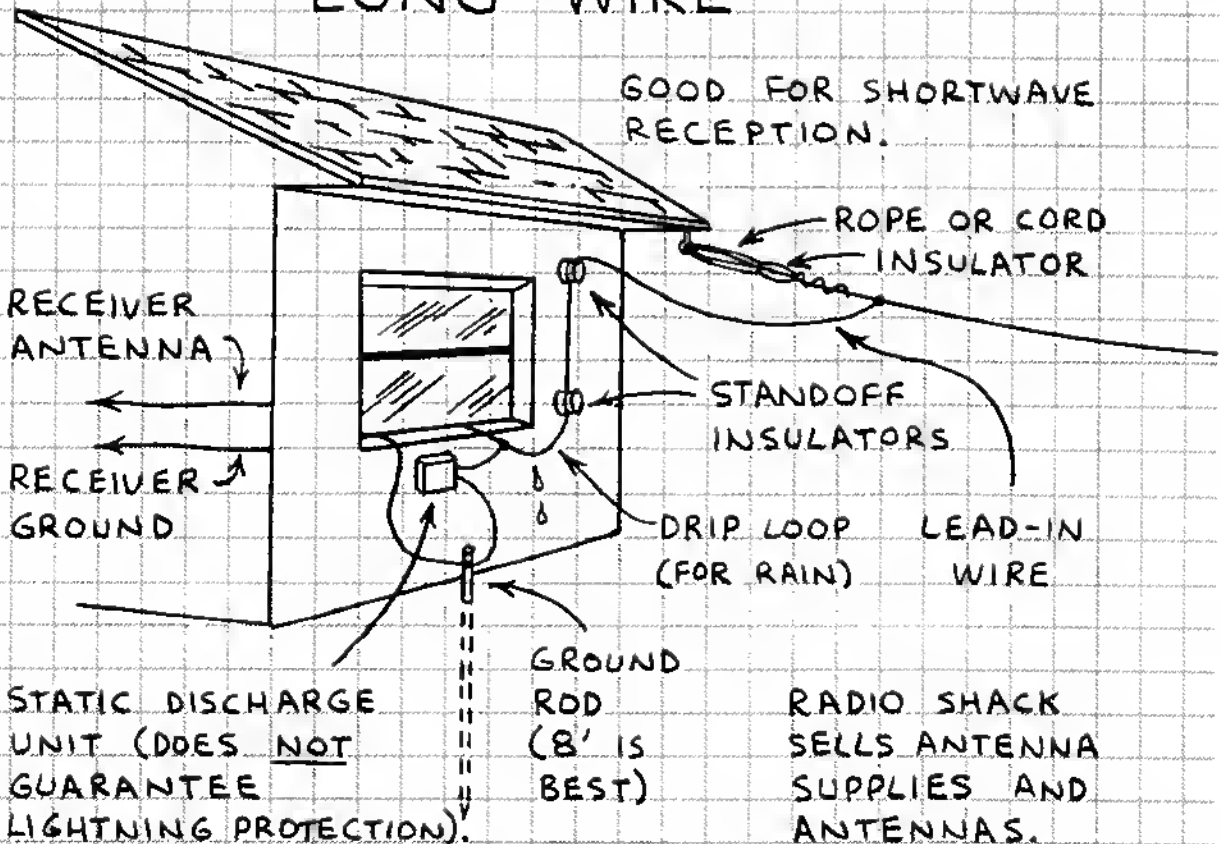 LONG WIRE
GOOD FOR SHORTWAVE
RECEPTION.
ROPE OR CORD
INSULATOR
RECEIVER
ANTENNA
STANDOFF
INSULATORS
RECEIVER
GROUND
DRIP LOOP
(FOR RAIN)
LEAD-IN
WIRE
STATIC DISCHARGE
UNIT (DOES NOT
GUARANTEE
LIGHTNING PROTECTION).
GROUND
ROD
(8' IS
BEST)
RADIO SHACK
SELLS ANTENNA
SUPPLIES AND
ANTENNAS.